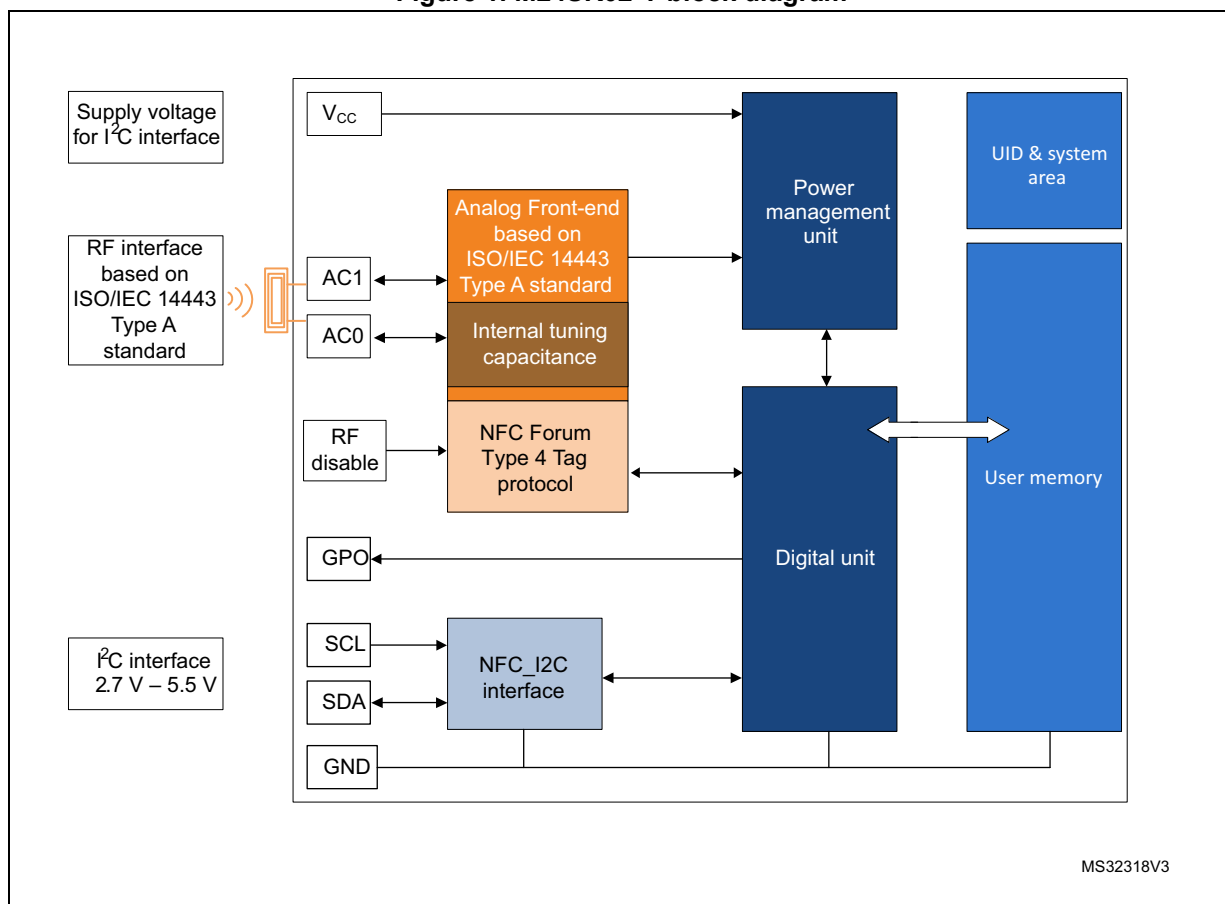 Supply voltage
for I²C interface
V<sub>CC</sub>
Power
management
unit
UID & system
area
Analog Front-end
based on
ISO/IEC 14443
Type A standard
RF interface
based on
ISO/IEC 14443
Type A
standard
AC1
AC0
Internal tuning
capacitance
RF
disable
NFC Forum
Type 4 Tag
protocol
User memory
GPO
Digital unit
I²C interface
2.7 V – 5.5 V
SCL
SDA
NFC_I2C
interface
GND
MS32318V3